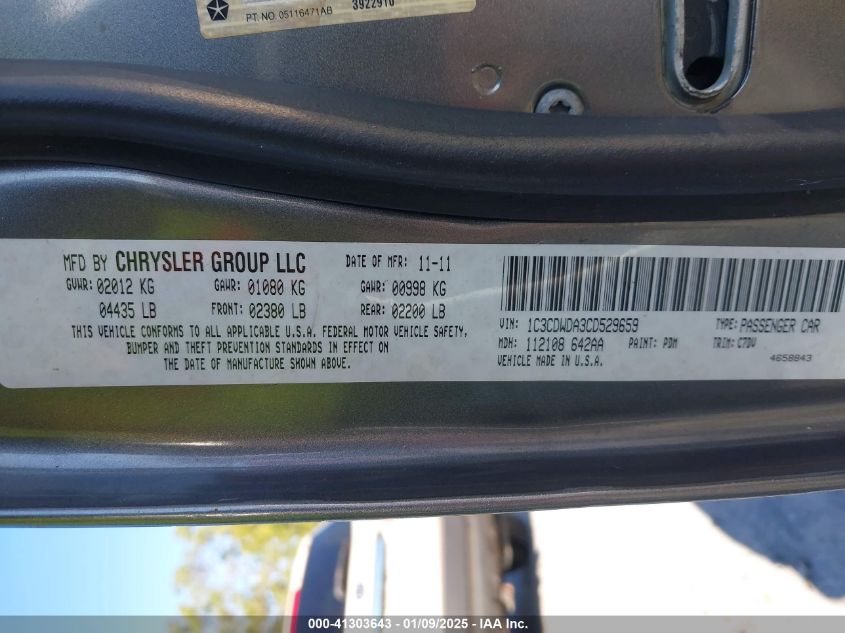 3922910
PT. NO. 05116471AB
MFD BY CHRYSLER GROUP LLC
DATE OF MFR: 11-11
GVWR: 02012 KG GAWR: 01080 KG GAWR: 00998 KG
04435 LB FRONT: 02380 LB REAR: 02200 LB
THIS VEHICLE CONFORMS TO ALL APPLICABLE U.S.A. FEDERAL MOTOR VEHICLE SAFETY,
BUMPER AND THEFT PREVENTION STANDARDS IN EFFECT ON
THE DATE OF MANUFACTURE SHOWN ABOVE.
VIN: 1C3CDWDA3CD529659 TYPE: PASSENGER CAR
MDH: 112108 642AA PAINT: PDM TRIM: C7DV
VEHICLE MADE IN U.S.A. 4658843
000-41303643 - 01/09/2025 - IAAI.COM